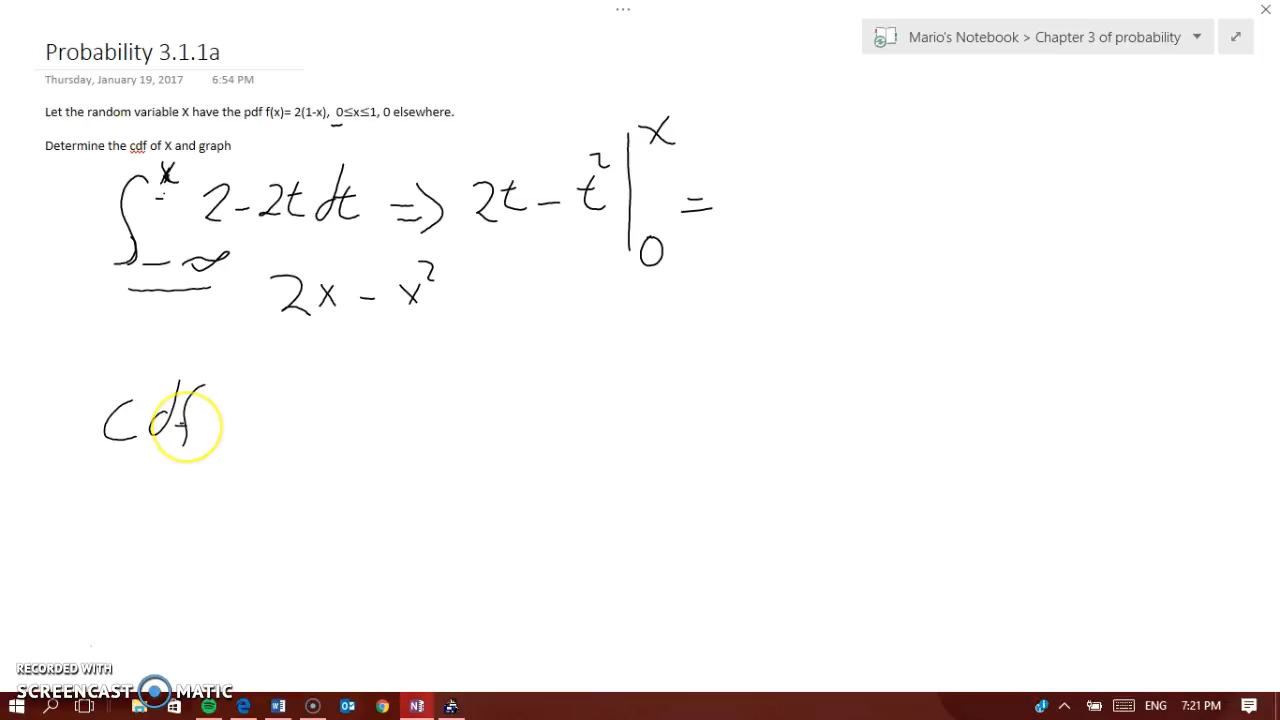 Mario's Notebook > Chapter 3 of probability
Probability 3.1.1a
Thursday, January 19, 2017 6:54 PM
Let the random variable X have the pdf f(x)= 2(1-x), 0≤x≤1, 0 elsewhere.
Determine the cdf of X and graph
∫_{-∞}^{x} 2-2t dt => 2t - t² |_{0}^{x} =
2x - x²
cdf
RECORDED WITH
SCREENCAST MATIC
ENG 7:21 PM